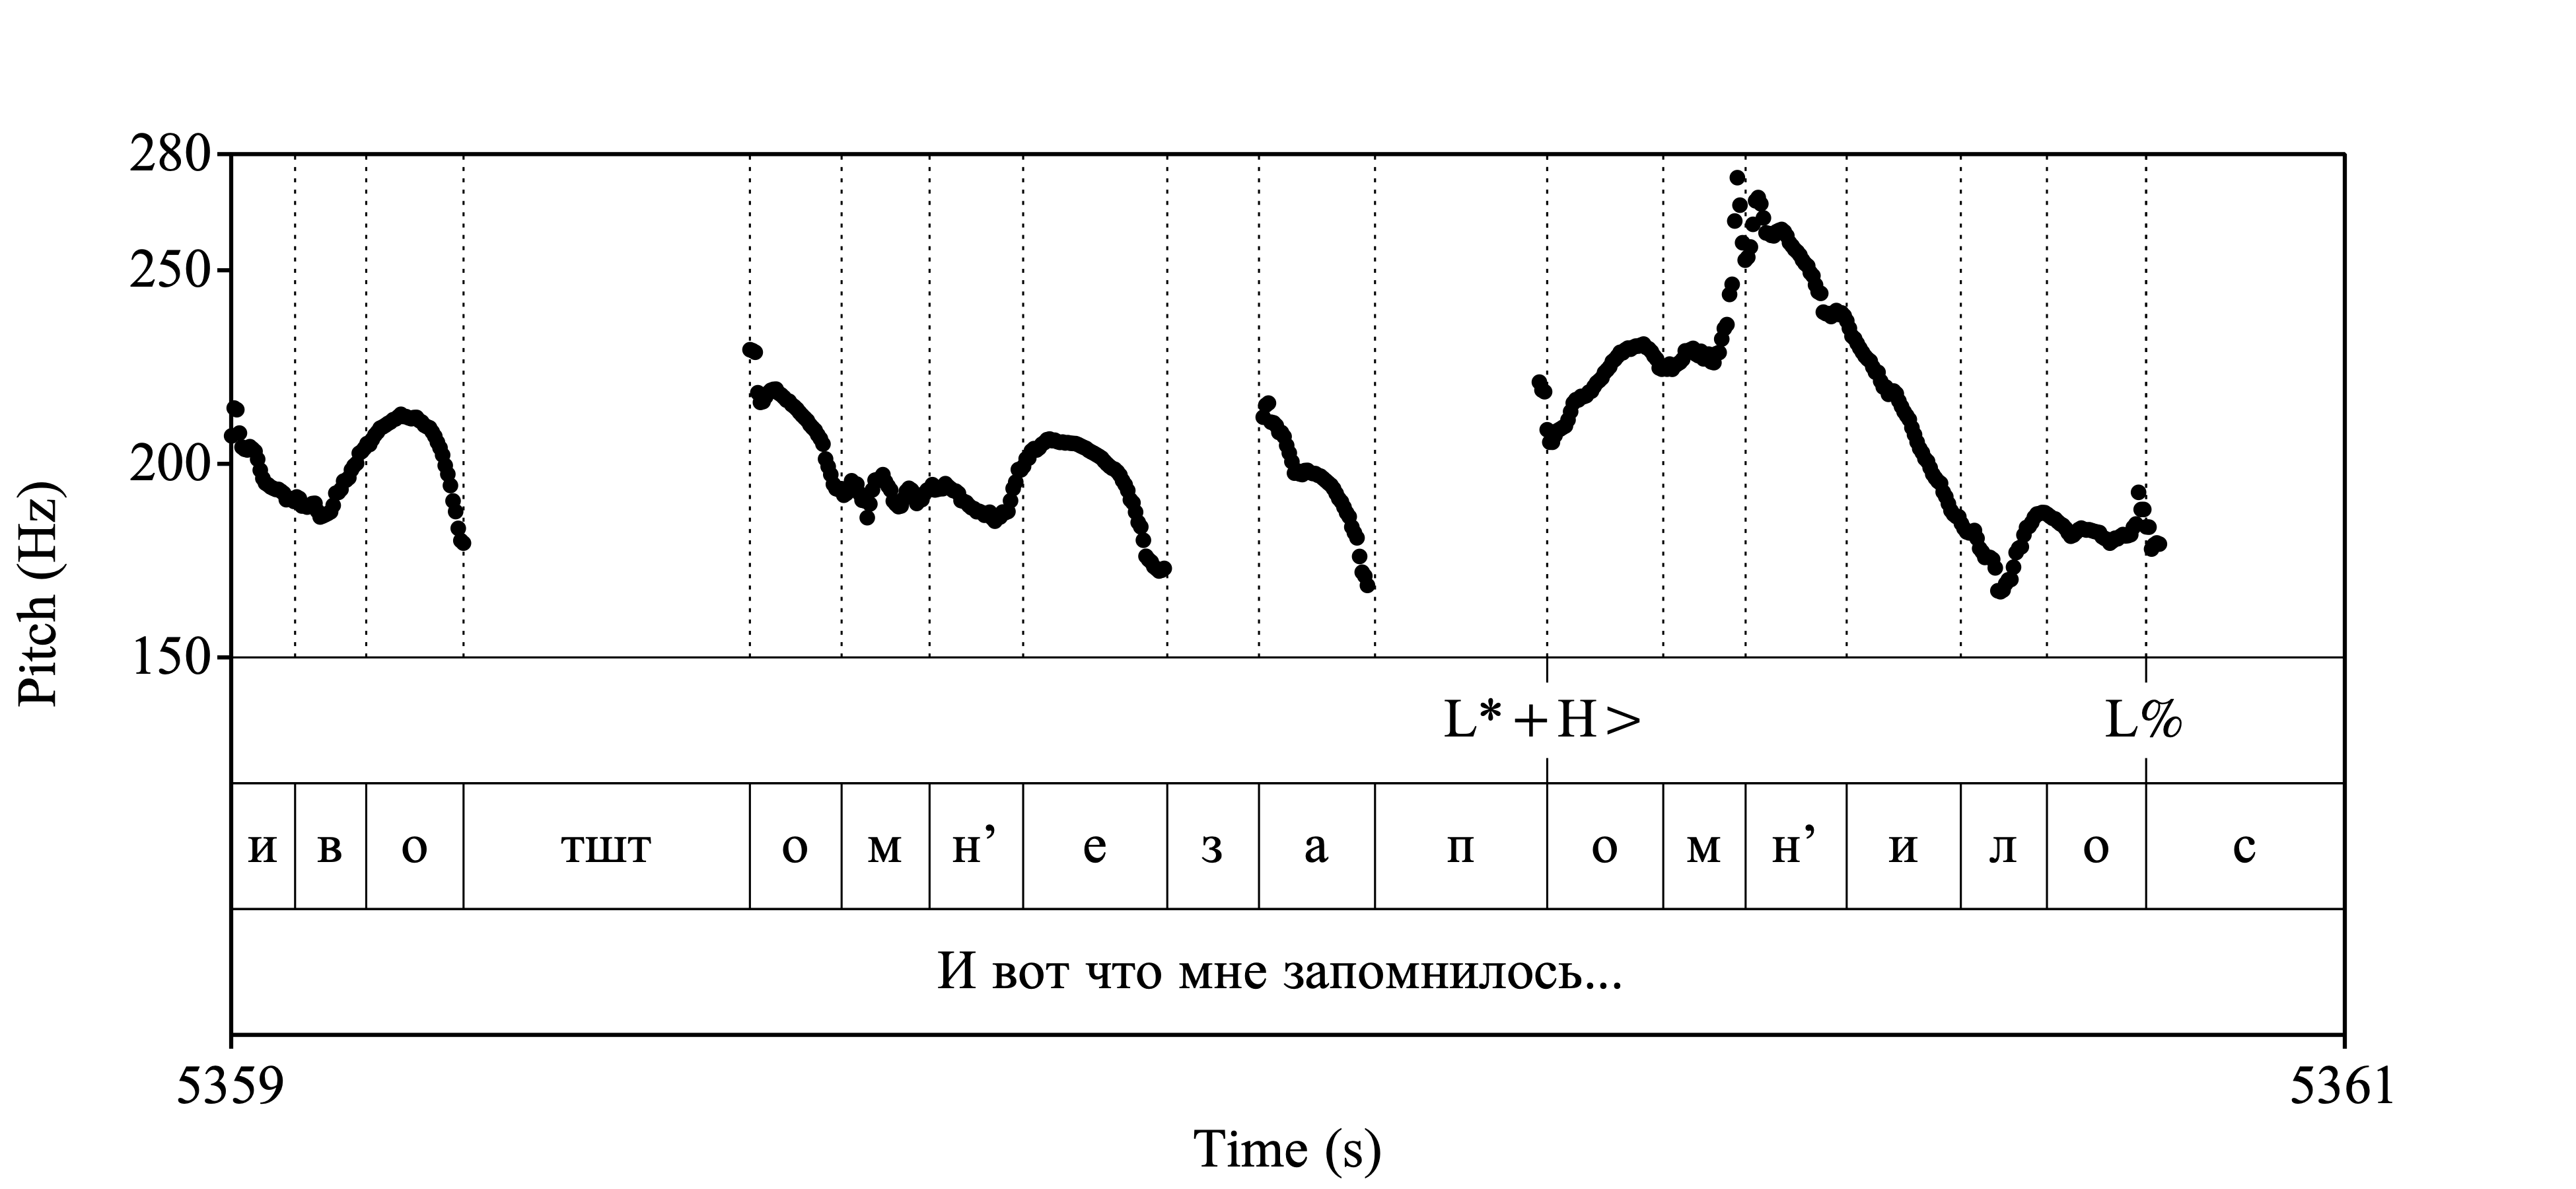 280
250
200
150
Pitch (Hz)
L*+H> L%
и в о тшт о м н’ е з а п о м н’ и л о с
И вот что мне запомнилось...
5359 5361
Time (s)